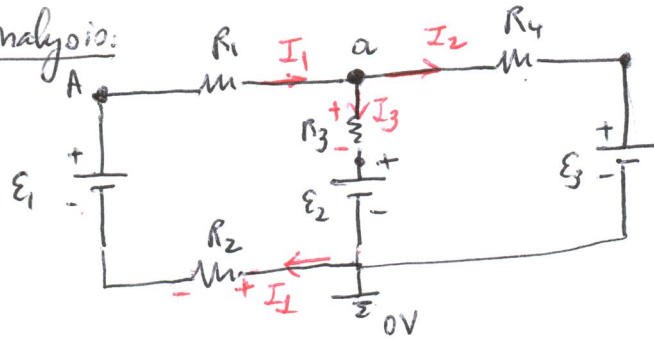 nalysis:
R₁ I₁ a I₂ R₄
A
+ I₃
R₃
-
+ + +
ε₁ ε₂ ε₃
- - -
R₂
- + I₁
0V